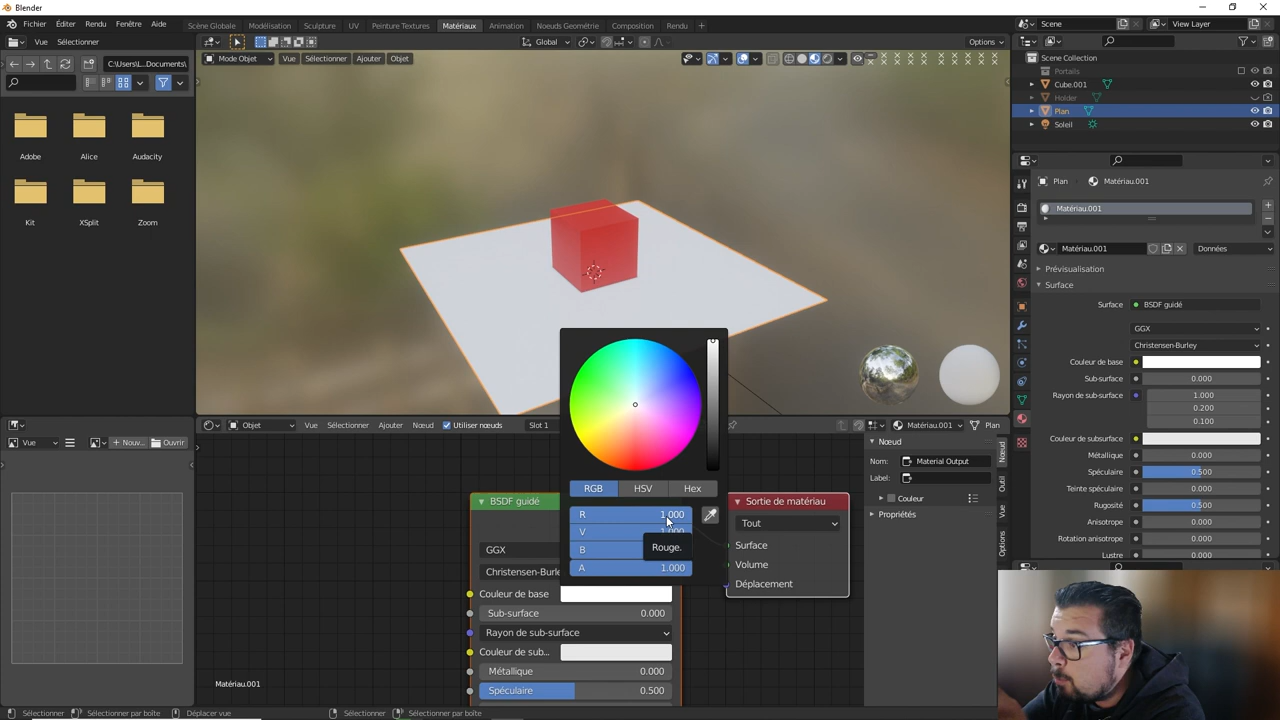 Blender
Fichier Éditer Rendu Fenêtre Aide
Scène Globale Modélisation Sculpture UV Peinture Textures Matériaux Animation Noeuds Geométrie Composition Rendu +
Scene
View Layer
Vue Sélectionner
Global
Options
C:\Users\L...Documents\
Mode Objet Vue Sélectionner Ajouter Objet
Adobe Alice Audacity
Kit XSplit Zoom
Scene Collection
Portails
Cube.001
Holder
Plan
Soleil
Plan Matériau.001
Matériau.001
Matériau.001 Données
Prévisualisation
Surface
Surface BSDF guidé
GGX
Christensen-Burley
Couleur de base
Sub-surface 0.000
Rayon de sub-surface 1.000
0.200
0.100
Couleur de subsurface
Métallique 0.000
Spéculaire 0.500
Teinte spéculaire 0.000
Rugosité 0.500
Anisotrope 0.000
Rotation anisotrope 0.000
Lustre 0.000
Vue + Nouv... Ouvrir
Objet Vue Sélectionner Ajouter Nœud Utiliser nœuds Slot 1
Matériau.001 Plan
RGB HSV Hex
R 1.000
V 1.000
B
A 1.000
Rouge.
BSDF guidé
GGX
Christensen-Burle
Couleur de base
Sub-surface 0.000
Rayon de sub-surface
Couleur de sub...
Métallique 0.000
Spéculaire 0.500
Sortie de matériau
Tout
Surface
Volume
Déplacement
Nœud
Nom: Material Output
Label:
Couleur
Propriétés
Nœud
Outil
Vue
Options
Matériau.001
Sélectionner Sélectionner par boîte Déplacer vue Sélectionner Sélectionner par boîte